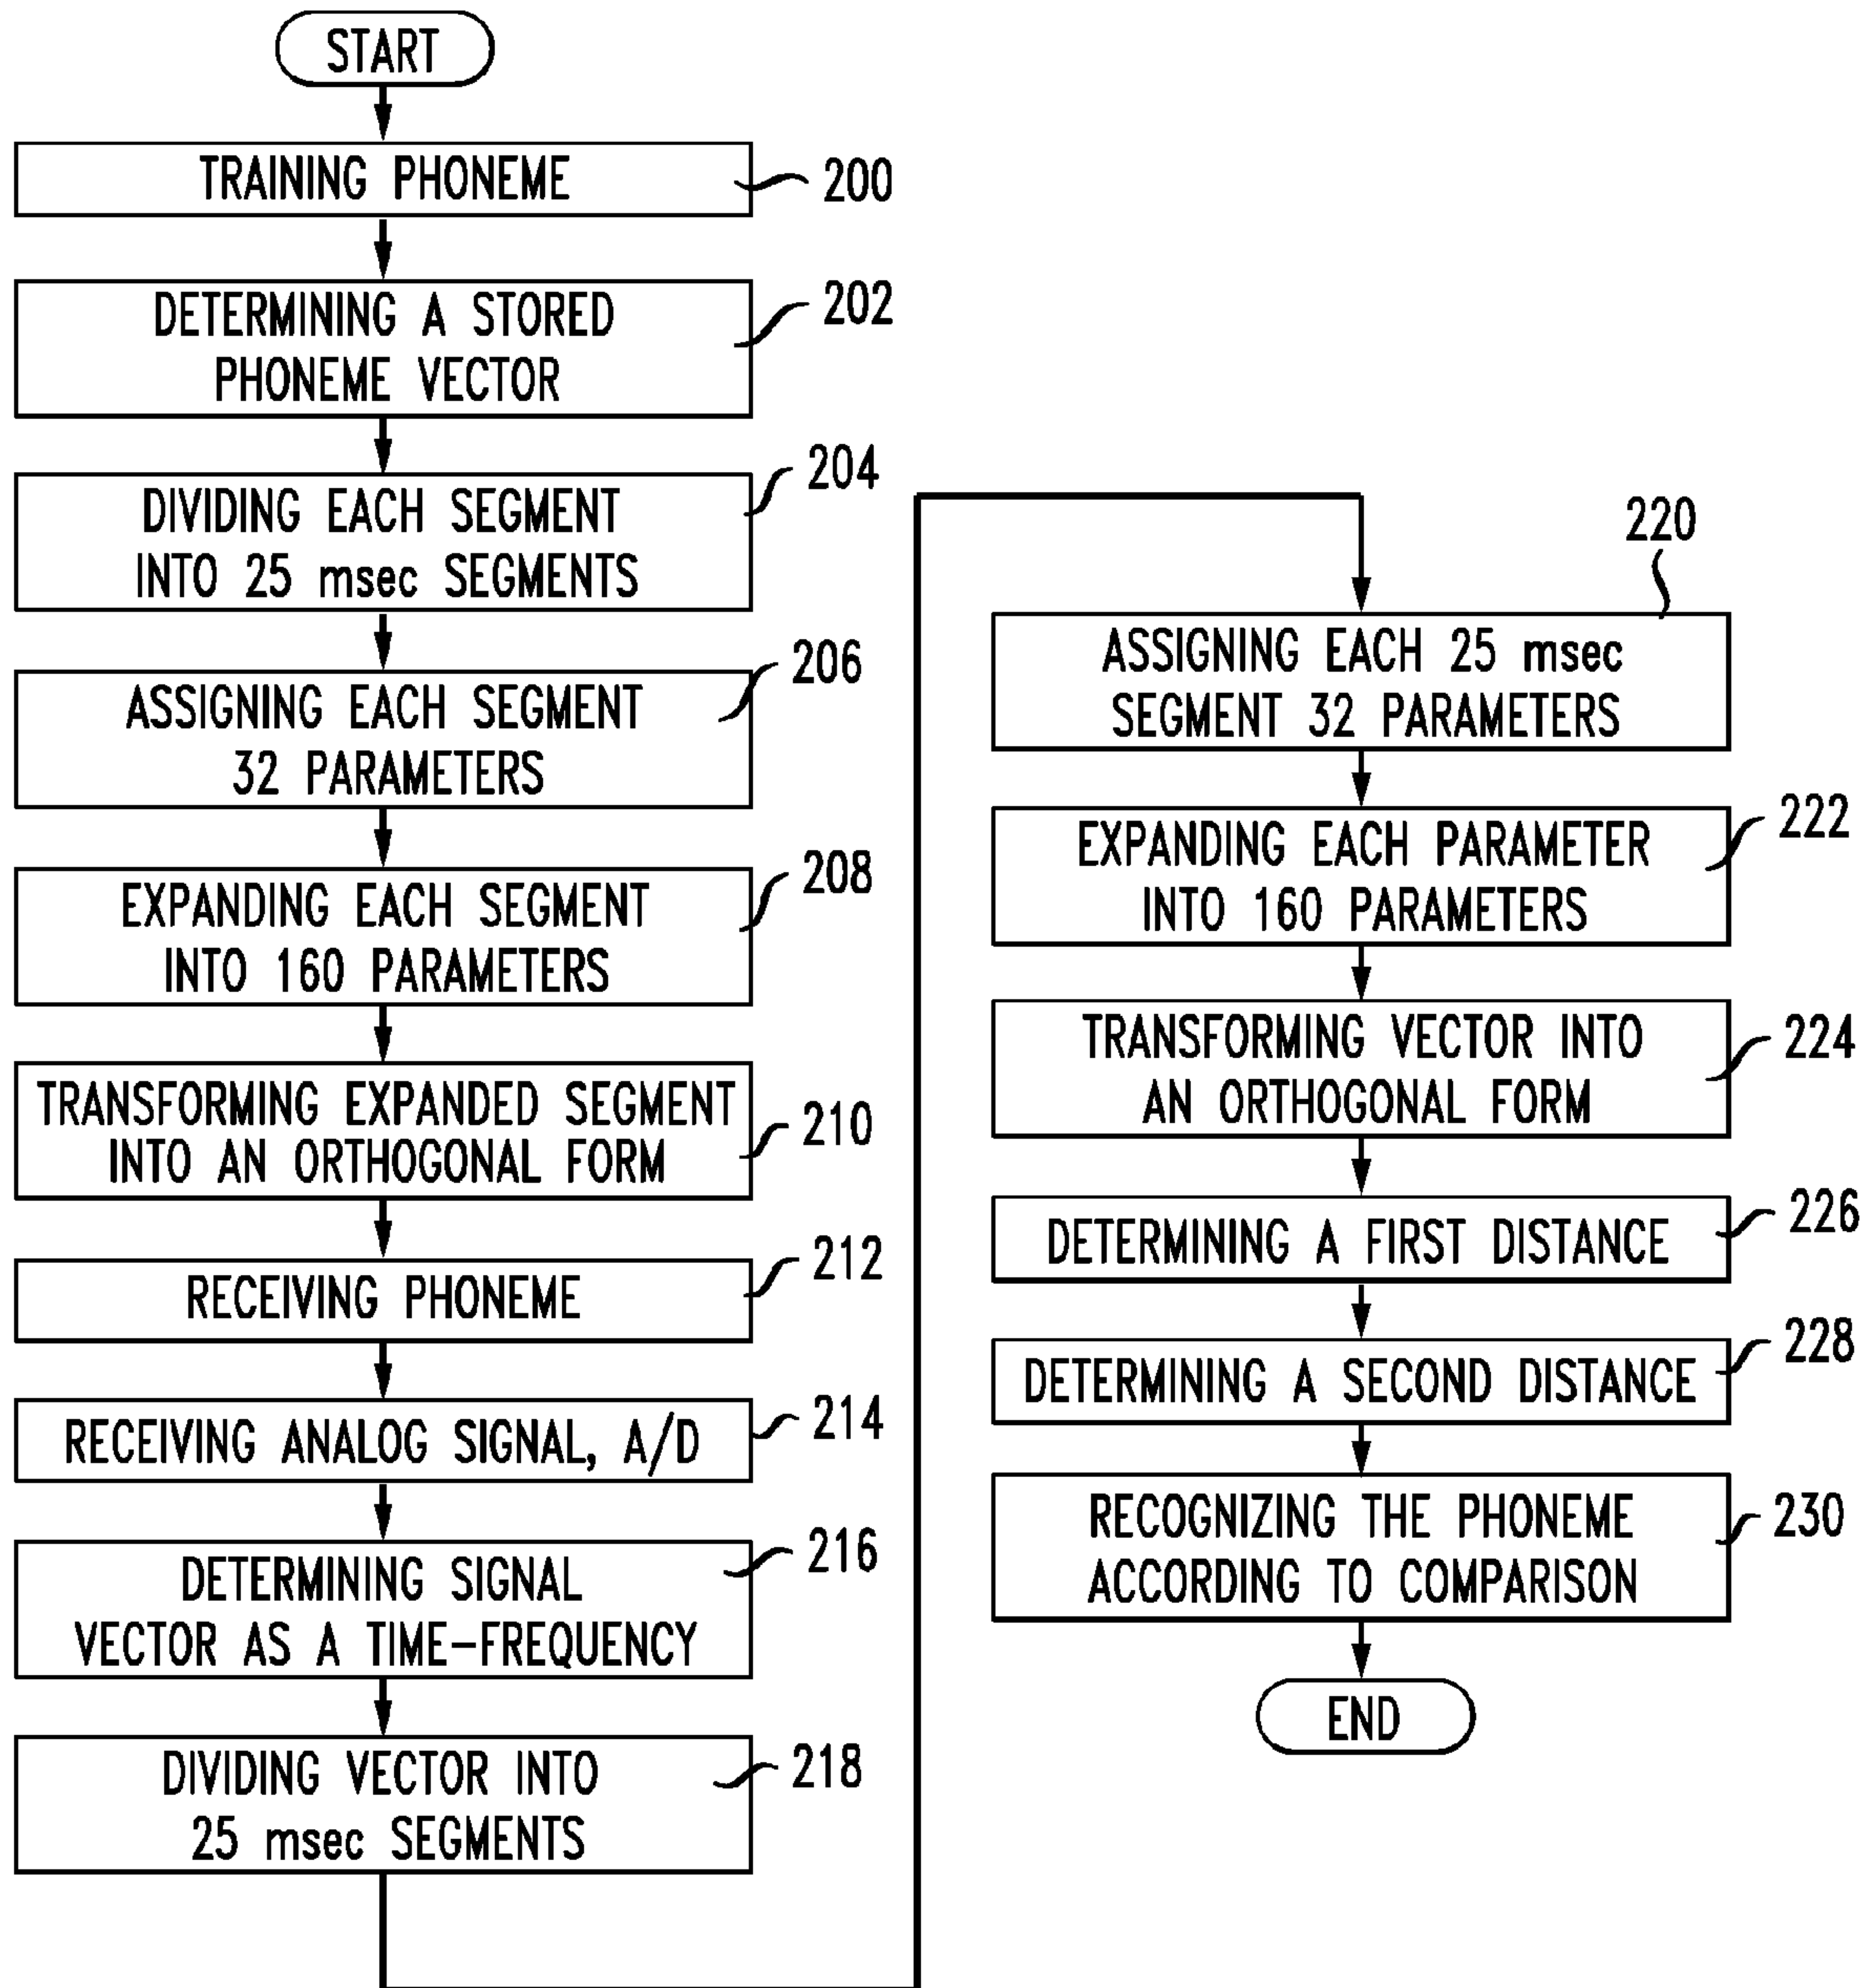 START
TRAINING PHONEME
200
DETERMINING A STORED
PHONEME VECTOR
202
DIVIDING EACH SEGMENT
INTO 25 msec SEGMENTS
204
ASSIGNING EACH SEGMENT
32 PARAMETERS
206
EXPANDING EACH SEGMENT
INTO 160 PARAMETERS
208
TRANSFORMING EXPANDED SEGMENT
INTO AN ORTHOGONAL FORM
210
RECEIVING PHONEME
212
RECEIVING ANALOG SIGNAL, A/D
214
DETERMINING SIGNAL
VECTOR AS A TIME-FREQUENCY
216
DIVIDING VECTOR INTO
25 msec SEGMENTS
218
220
ASSIGNING EACH 25 msec
SEGMENT 32 PARAMETERS
EXPANDING EACH PARAMETER
INTO 160 PARAMETERS
222
TRANSFORMING VECTOR INTO
AN ORTHOGONAL FORM
224
DETERMINING A FIRST DISTANCE
226
DETERMINING A SECOND DISTANCE
228
RECOGNIZING THE PHONEME
ACCORDING TO COMPARISON
230
END